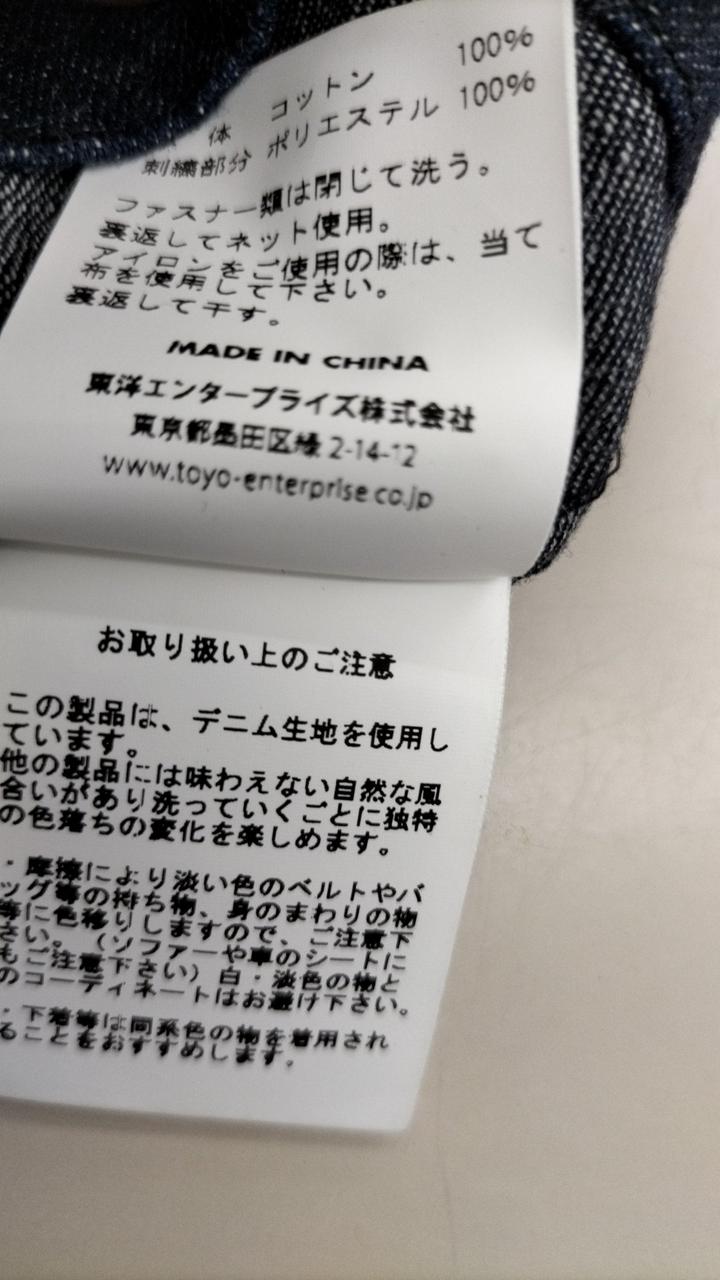 体 コットン 100%
刺繍部分 ポリエステル 100%
ファスナー類は閉じて洗う。
裏返してネット使用。
アイロンをご使用の際は、当て
布を使用して下さい。
裏返して干す。
MADE IN CHINA
東洋エンタープライズ株式会社
東京都墨田区緑 2-14-12
www.toyo-enterprise.co.jp
お取り扱い上のご注意
この製品は、デニム生地を使用し
ています。
他の製品には味わえない自然な風
合いがあり洗っていくごとに独特
の色落ちの変化を楽しめます。
・摩擦により淡い色のベルトやバ
ッグ等の持ち物、身のまわりの物
等に色移りしますので、ご注意下
さい。（ソファーや車のシートに
もご注意下さい）白・淡色の物と
のコーディネートはお避け下さい。
・下着等は同系色の物を着用され
ることをおすすめします。